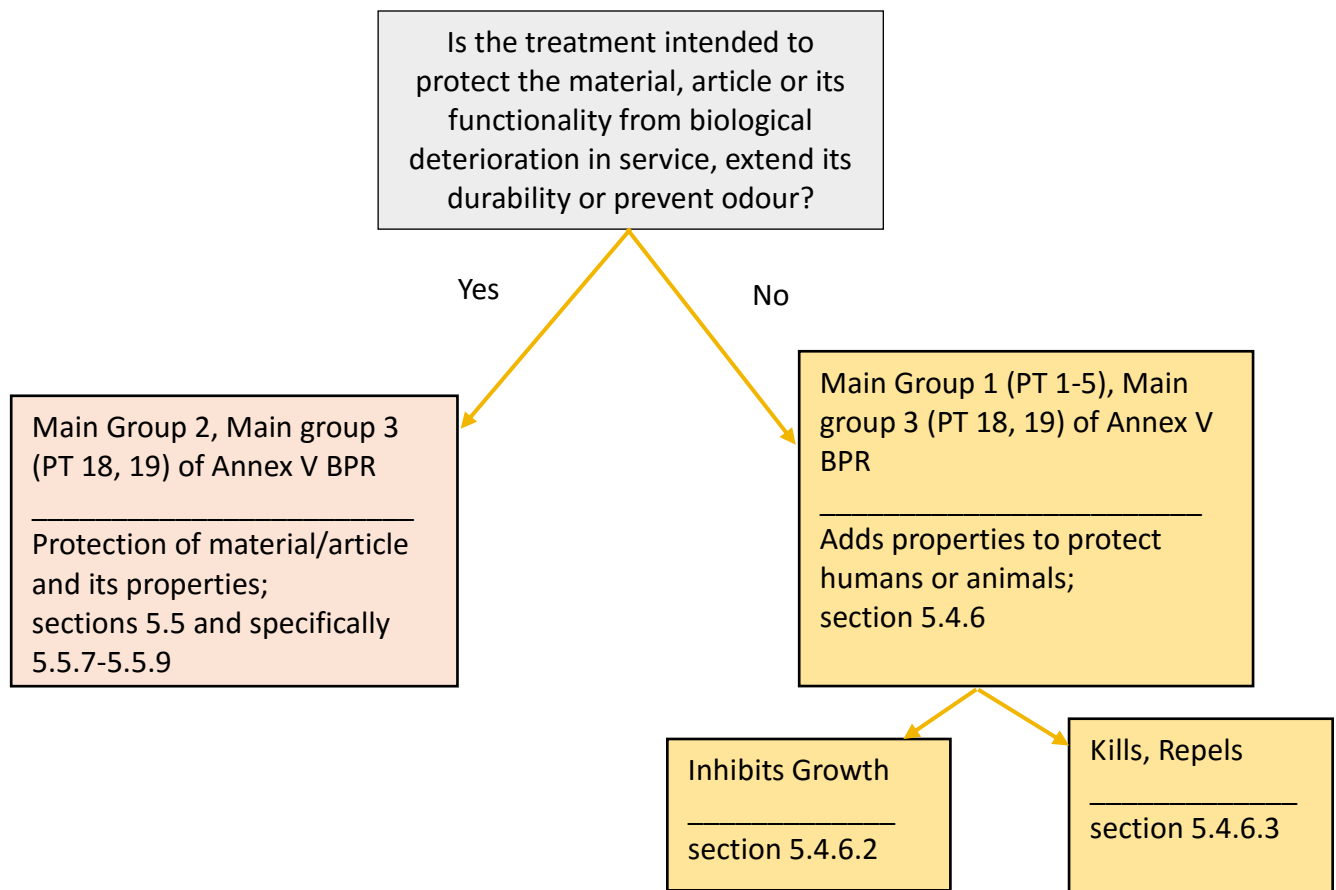 Is the treatment intended to
protect the material, article or its
functionality from biological
deterioration in service, extend its
durability or prevent odour?
Yes
No
Main Group 2, Main group 3
(PT 18, 19) of Annex V BPR
________________________
Protection of material/article
and its properties;
sections 5.5 and specifically
5.5.7-5.5.9
Main Group 1 (PT 1-5), Main
group 3 (PT 18, 19) of Annex V
BPR
________________________
Adds properties to protect
humans or animals;
section 5.4.6
Inhibits Growth
_____________
section 5.4.6.2
Kills, Repels
_____________
section 5.4.6.3